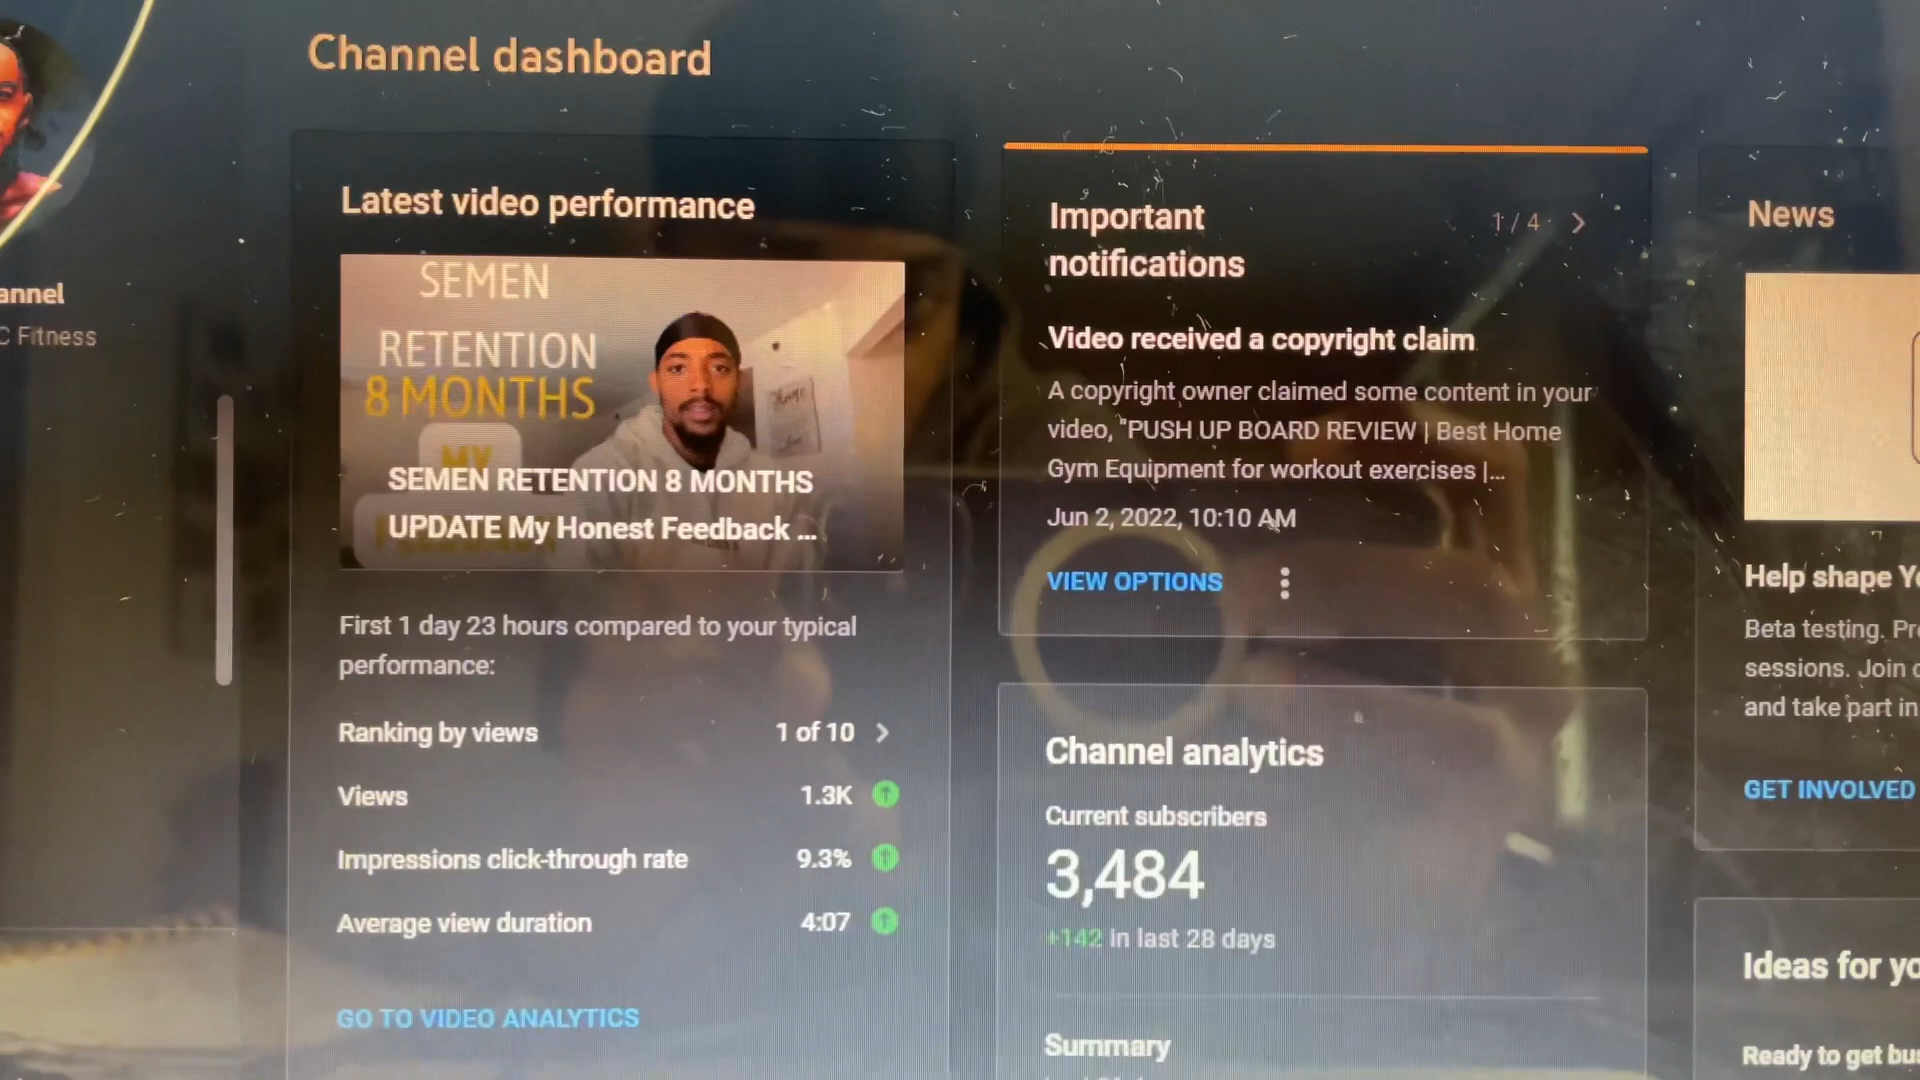 Channel dashboard
annel
C Fitness
Latest video performance
SEMEN
RETENTION
8 MONTHS
MY
SEMEN RETENTION 8 MONTHS
UPDATE My Honest Feedback ...
First 1 day 23 hours compared to your typical
performance:
Ranking by views 1 of 10
Views 1.3K
Impressions click-through rate 9.3%
Average view duration 4:07
GO TO VIDEO ANALYTICS
Important
notifications
1 / 4
Video received a copyright claim
A copyright owner claimed some content in your
video, "PUSH UP BOARD REVIEW | Best Home
Gym Equipment for workout exercises |...
Jun 2, 2022, 10:10 AM
VIEW OPTIONS
Channel analytics
Current subscribers
3,484
+142 in last 28 days
Summary
News
Help shape Y
Beta testing. Pr
sessions. Join
and take part in
GET INVOLVED
Ideas for yo
Ready to get bus